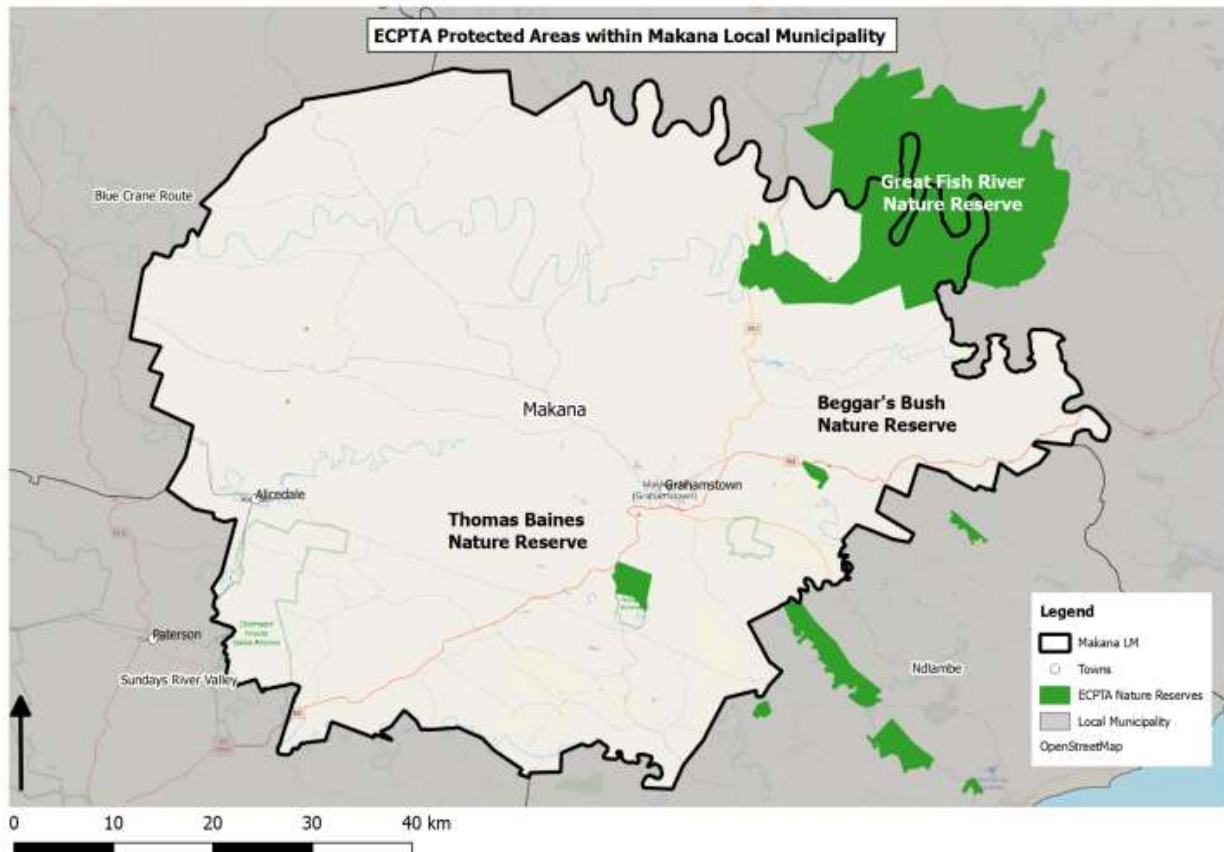 ECPTA Protected Areas within Makana Local Municipality
Great Fish River
Nature Reserve
Blue Crane Route
Beggar's Bush
Nature Reserve
Makana
Alicedale
Grahamstown
(Grahamstown)
Thomas Baines
Nature Reserve
Paterson
Sundays River Valley
Ndlambe
Legend
Makana LM
Towns
ECPTA Nature Reserves
Local Municipality
OpenStreetMap
0 10 20 30 40 km